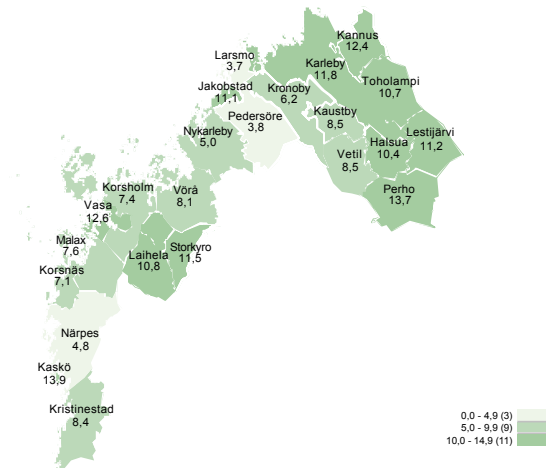 Kannus
12,4
Larsmo
3,7
Karleby
11,8
Toholampi
10,7
Jakobstad
11,1
Kronoby
6,2
Pedersöre
3,8
Kaustby
8,5
Nykarleby
5,0
Lestijärvi
11,2
Halsua
10,4
Vetil
8,5
Perho
13,7
Korsholm
7,4
Vörå
8,1
Vasa
12,6
Malax
7,6
Storkyro
11,5
Laihela
10,8
Korsnäs
7,1
Närpes
4,8
Kaskö
13,9
Kristinestad
8,4
0,0 - 4,9 (3)
5,0 - 9,9 (9)
10,0 - 14,9 (11)